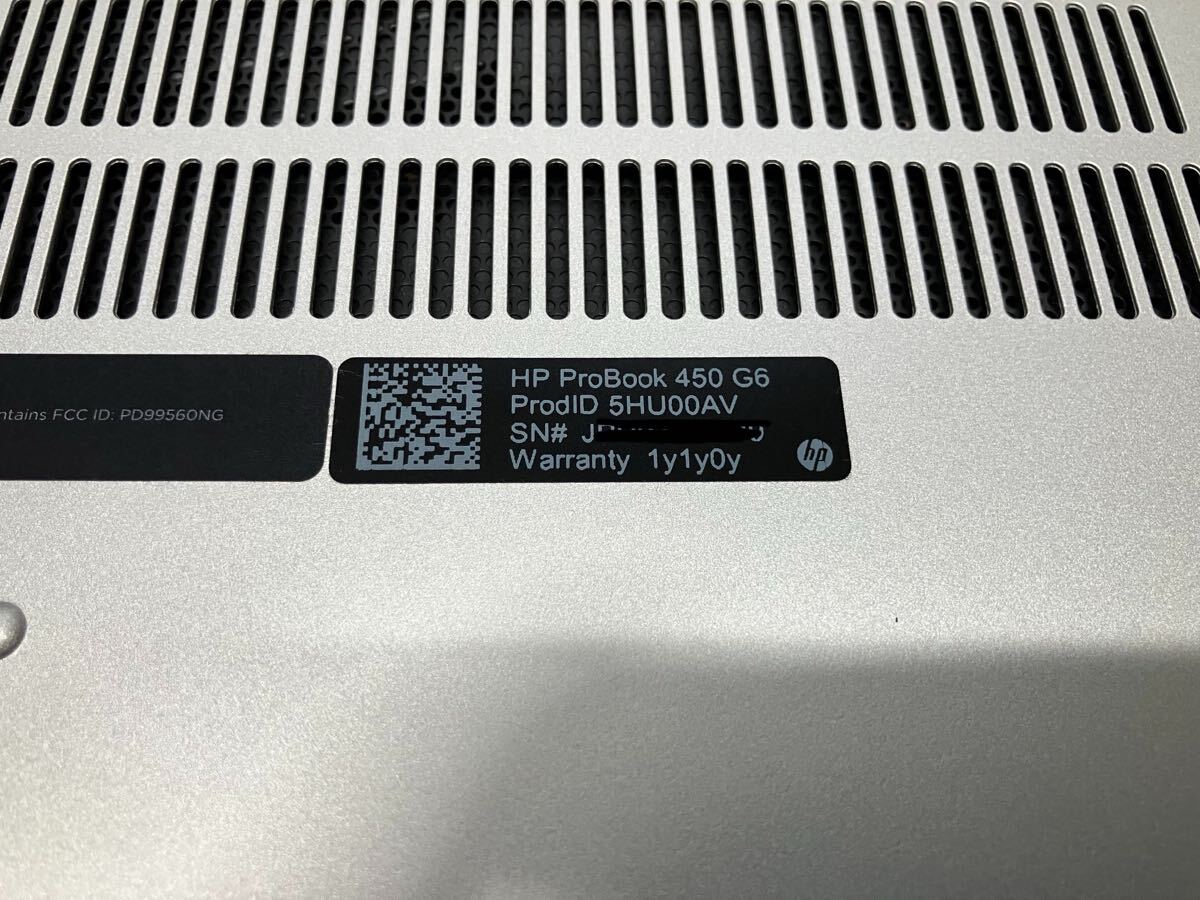 ntains FCC ID: PD99560NG
HP ProBook 450 G6
ProdID 5HU00AV
SN#
Warranty 1y1y0y
hp